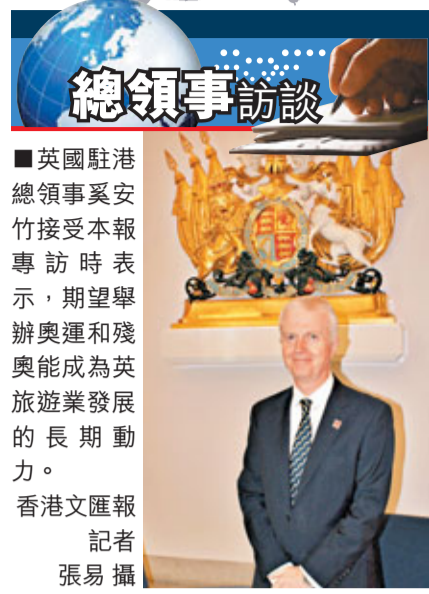 總領事訪談
■英國駐港
總領事奚安
竹接受本報
專訪時表
示，期望舉
辦奧運和殘
奧能成為英
旅遊業發展
的長期動
力。
香港文匯報
記者
張易 攝